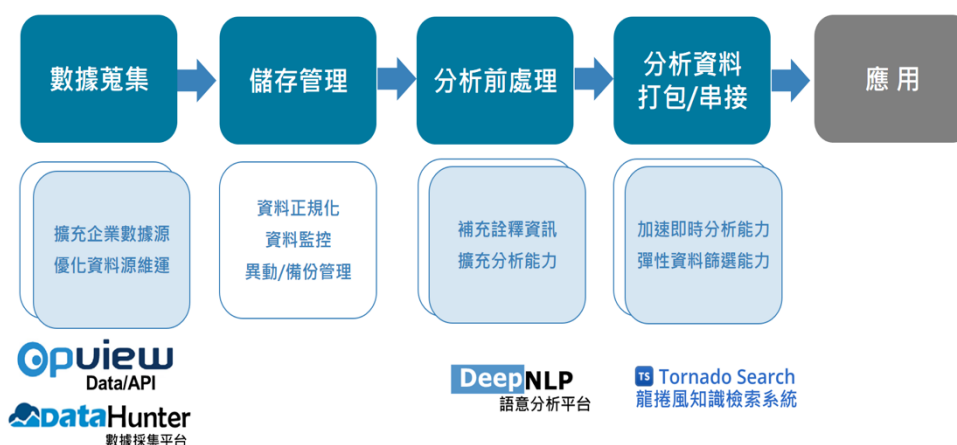 數據蒐集
儲存管理
分析前處理
分析資料
打包/串接
應用
擴充企業數據源
優化資料源維運
資料正規化
資料監控
異動/備份管理
補充詮釋資訊
擴充分析能力
加速即時分析能力
彈性資料篩選能力
Opview
Data/API
DataHunter
數據採集平台
DeepNLP
語意分析平台
TS Tornado Search
龍捲風知識檢索系統